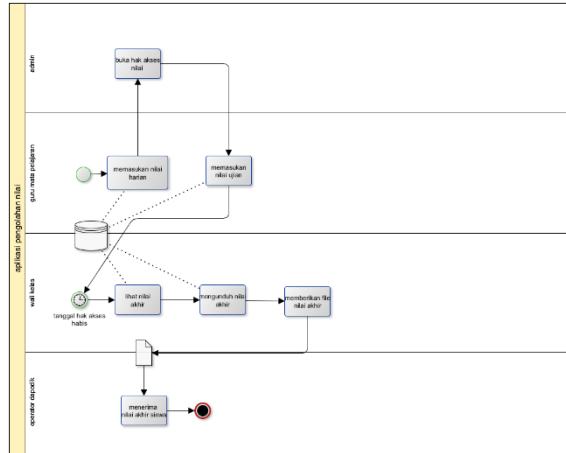 aplikasi pengolahan nilai
admin
buka hak akses
nilai
guru mata pelajaran
memasukan nilai
harian
memasukan
nilai ujian
wali kelas
tanggal hak akses
habis
lihat nilai
akhir
mengunduh nilai
akhir
memberikan file
nilai akhir
operator dapodik
menerima
nilai akhir siswa